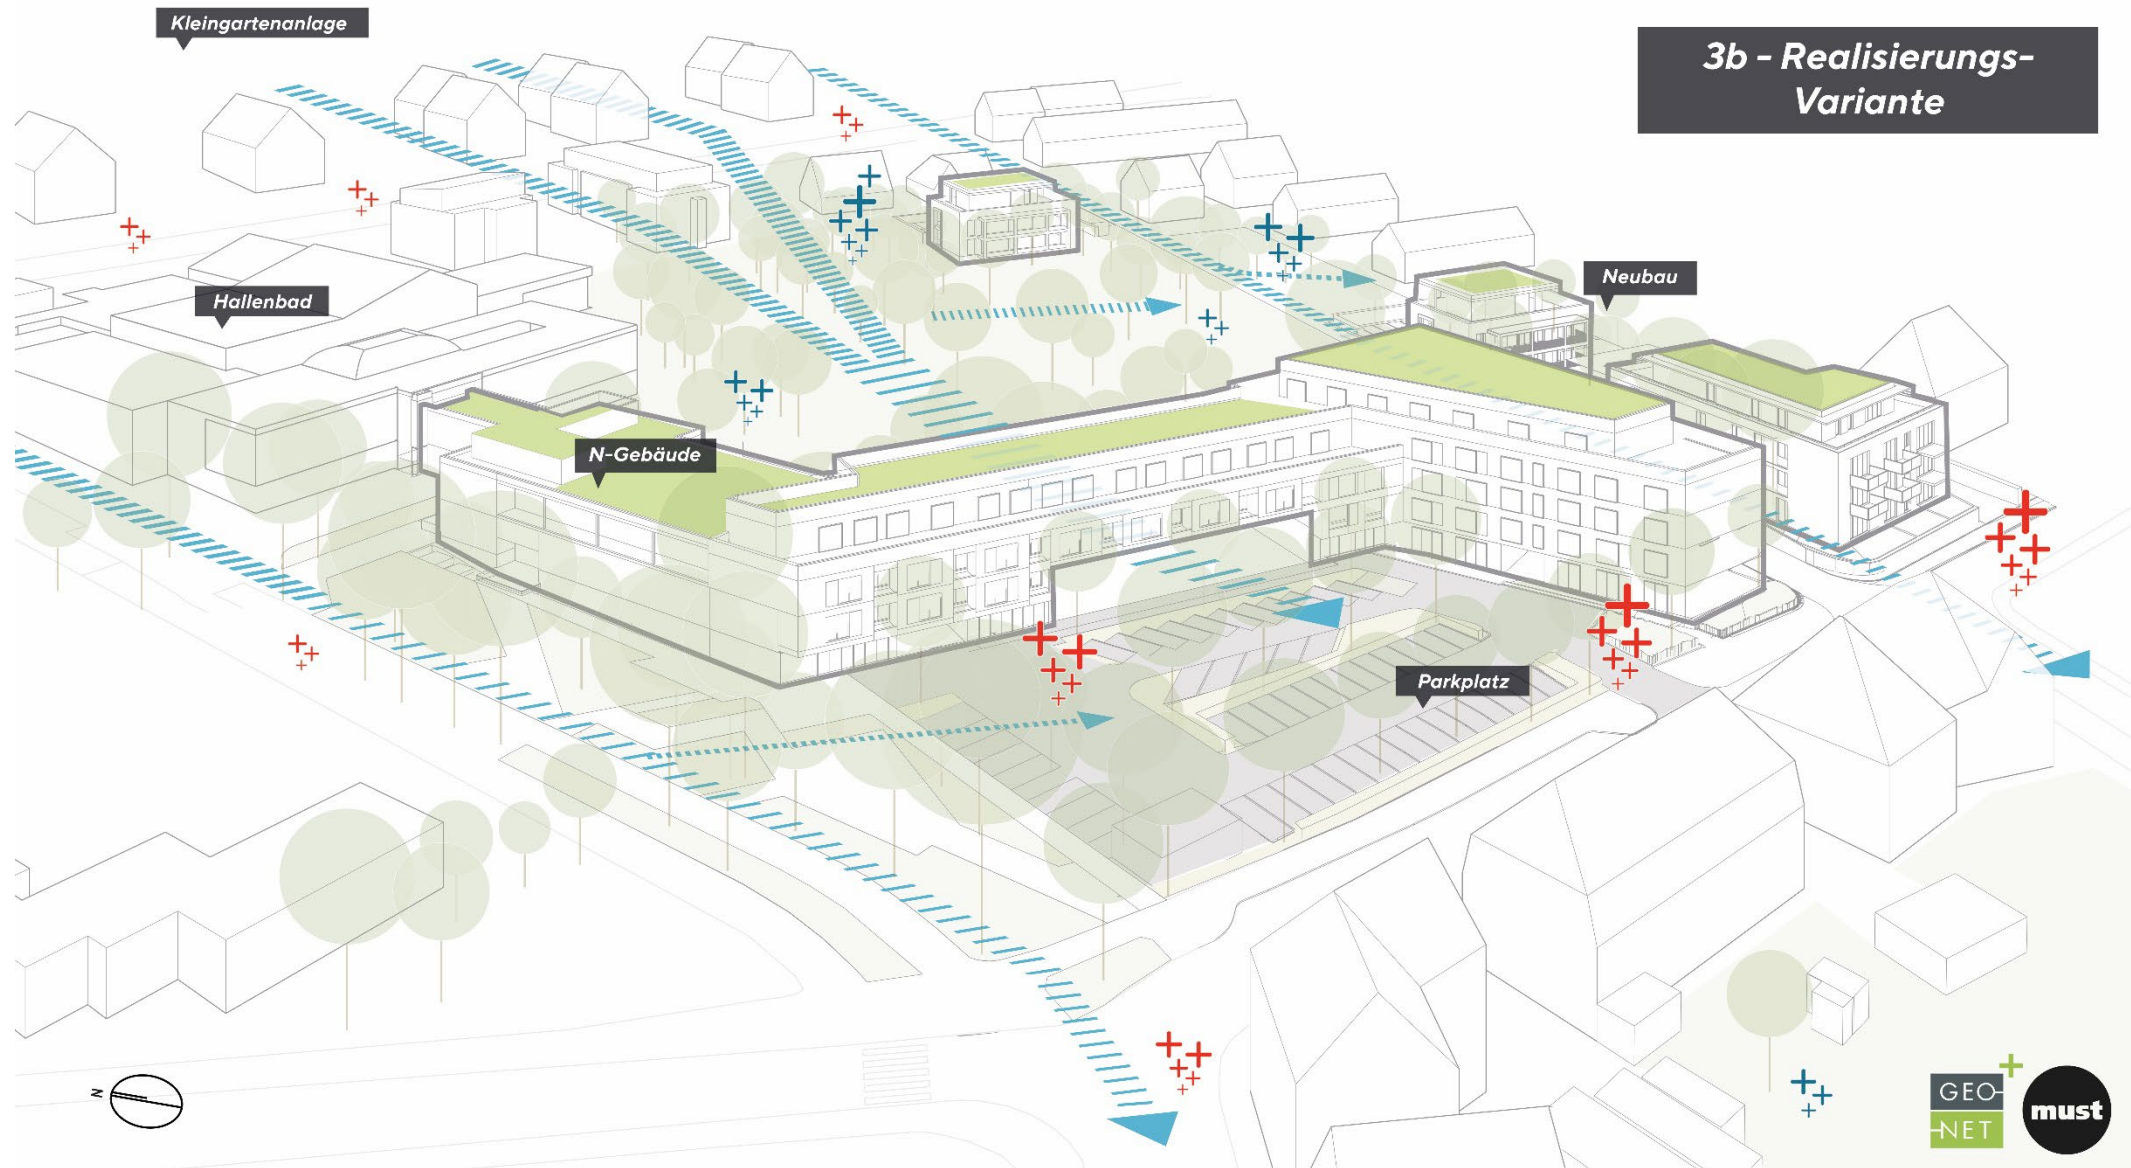 Kleingartenanlage
3b - Realisierungs-
Variante
Hallenbad
Neubau
N-Gebäude
Parkplatz
N
GEO-
-NET
must